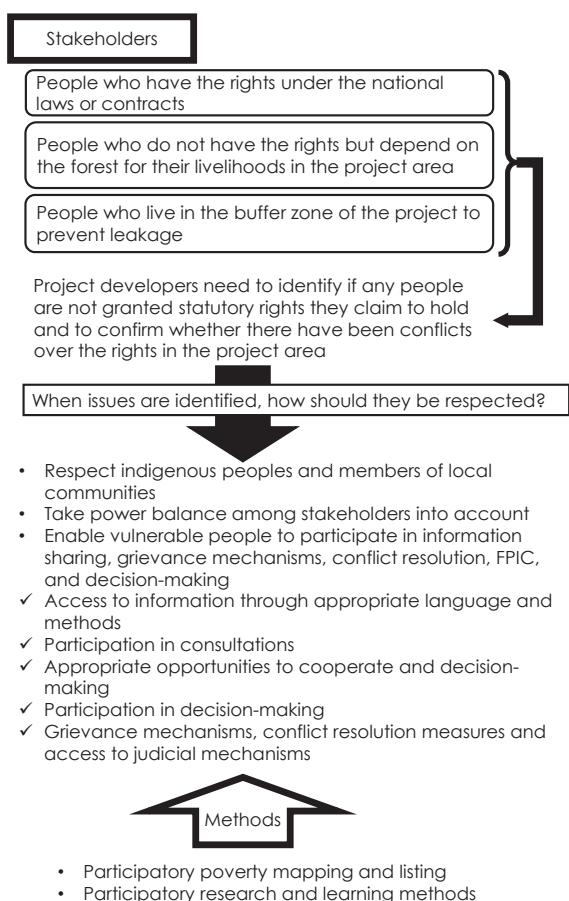 Stakeholders
People who have the rights under the national
laws or contracts
People who do not have the rights but depend on
the forest for their livelihoods in the project area
People who live in the buffer zone of the project to
prevent leakage
Project developers need to identify if any people
are not granted statutory rights they claim to hold
and to confirm whether there have been conflicts
over the rights in the project area
When issues are identified, how should they be respected?
• Respect indigenous peoples and members of local
communities
• Take power balance among stakeholders into account
• Enable vulnerable people to participate in information
sharing, grievance mechanisms, conflict resolution, FPIC,
and decision-making
✓ Access to information through appropriate language and
methods
✓ Participation in consultations
✓ Appropriate opportunities to cooperate and decision-
making
✓ Participation in decision-making
✓ Grievance mechanisms, conflict resolution measures and
access to judicial mechanisms
Methods
• Participatory poverty mapping and listing
• Participatory research and learning methods